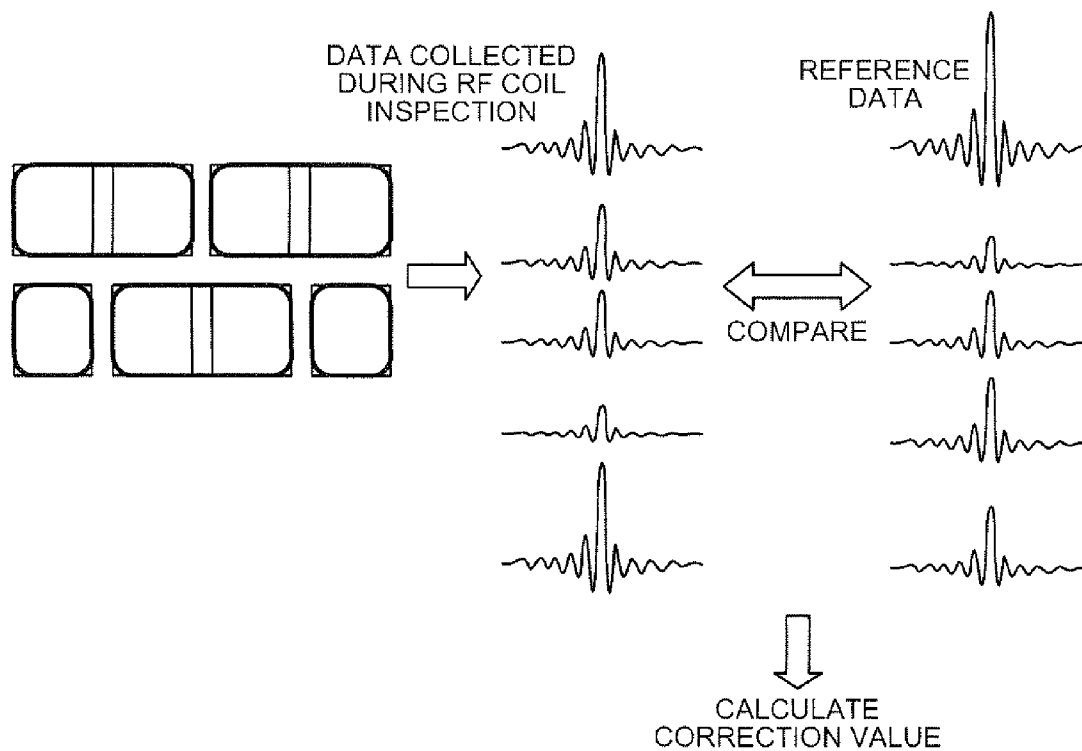 DATA COLLECTED
DURING RF COIL
INSPECTION
REFERENCE
DATA
COMPARE
CALCULATE
CORRECTION VALUE